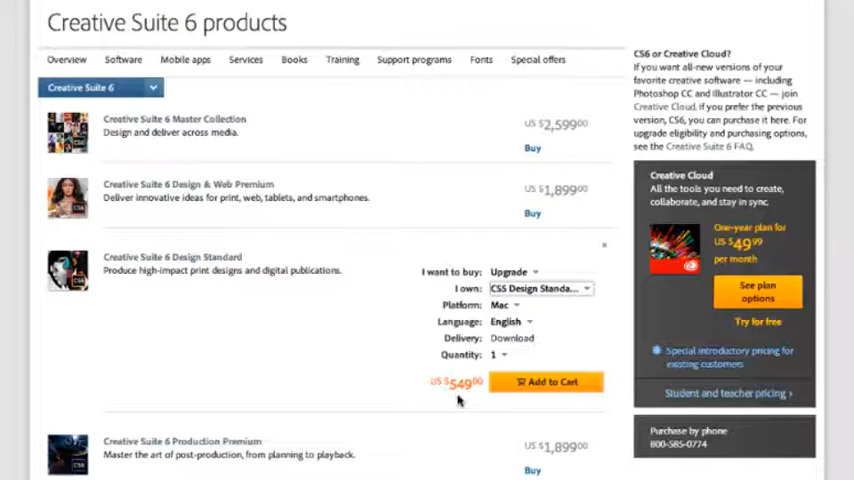 Creative Suite 6 products
Overview Software Mobile apps Services Books Training Support programs Fonts Special offers
Creative Suite 6
Creative Suite 6 Master Collection
Design and deliver across media.
US $2,599.00
Buy
Creative Suite 6 Design & Web Premium
Deliver innovative ideas for print, web, tablets, and smartphones.
US $1,899.00
Buy
Creative Suite 6 Design Standard
Produce high-impact print designs and digital publications.
I want to buy: Upgrade
I own: CS5 Design Standa...
Platform: Mac
Language: English
Delivery: Download
Quantity: 1
US $549.00
Add to Cart
Creative Suite 6 Production Premium
Master the art of post-production, from planning to playback.
US $1,899.00
Buy
CS6 or Creative Cloud?
If you want all-new versions of your
favorite creative software — including
Photoshop CC and Illustrator CC — join
Creative Cloud. If you prefer the previous
version, CS6, you can purchase it here. For
upgrade eligibility and purchasing options,
see the Creative Suite 6 FAQ.
Creative Cloud
All the tools you need to create,
collaborate, and stay in sync.
One-year plan for
US $49.99
per month
See plan
options
Try for free
Special introductory pricing for
existing customers
Student and teacher pricing ›
Purchase by phone
800-585-0774